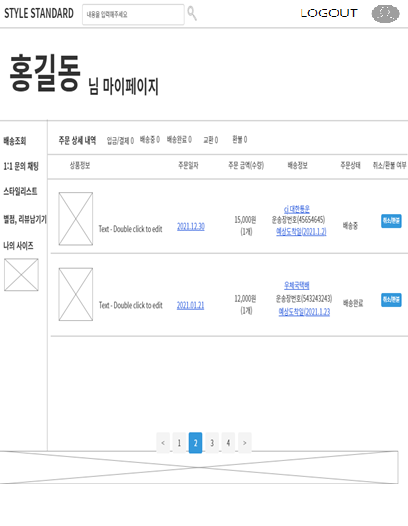 STYLE STANDARD 내용을 입력해주세요 LOGOUT
홍길동 님 마이페이지
배송조회
1:1 문의 채팅
스타일리스트
별점, 리뷰남기기
나의 사이즈
주문 상세 내역 입금/결제 0 배송중 0 배송완료 0 교환 0 환불 0
상품정보 주문일자 주문 금액(수량) 배송정보 주문상태 취소/환불 여부
Text - Double click to edit 2021.12.30
15,000원
(1개)
cj 대한통운
운송장번호(45654645)
예상도착일(2021.1.2)
배송중
취소/환불
Text - Double click to edit 2021.01.21
12,000원
(1개)
우체국택배
운송장번호(543243243)
예상도착일(2021.1.23
배송완료
취소/환불
< 1 2 3 4 >